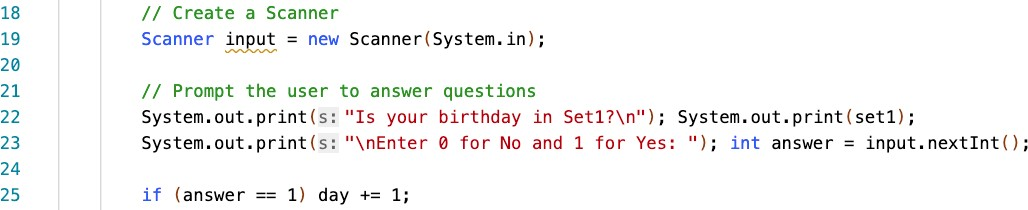 18 // Create a Scanner
19 Scanner input = new Scanner(System.in);
20
21 // Prompt the user to answer questions
22 System.out.print(s: "Is your birthday in Set1?\n"); System.out.print(set1);
23 System.out.print(s: "\nEnter 0 for No and 1 for Yes: "); int answer = input.nextInt();
24
25 if (answer == 1) day += 1;